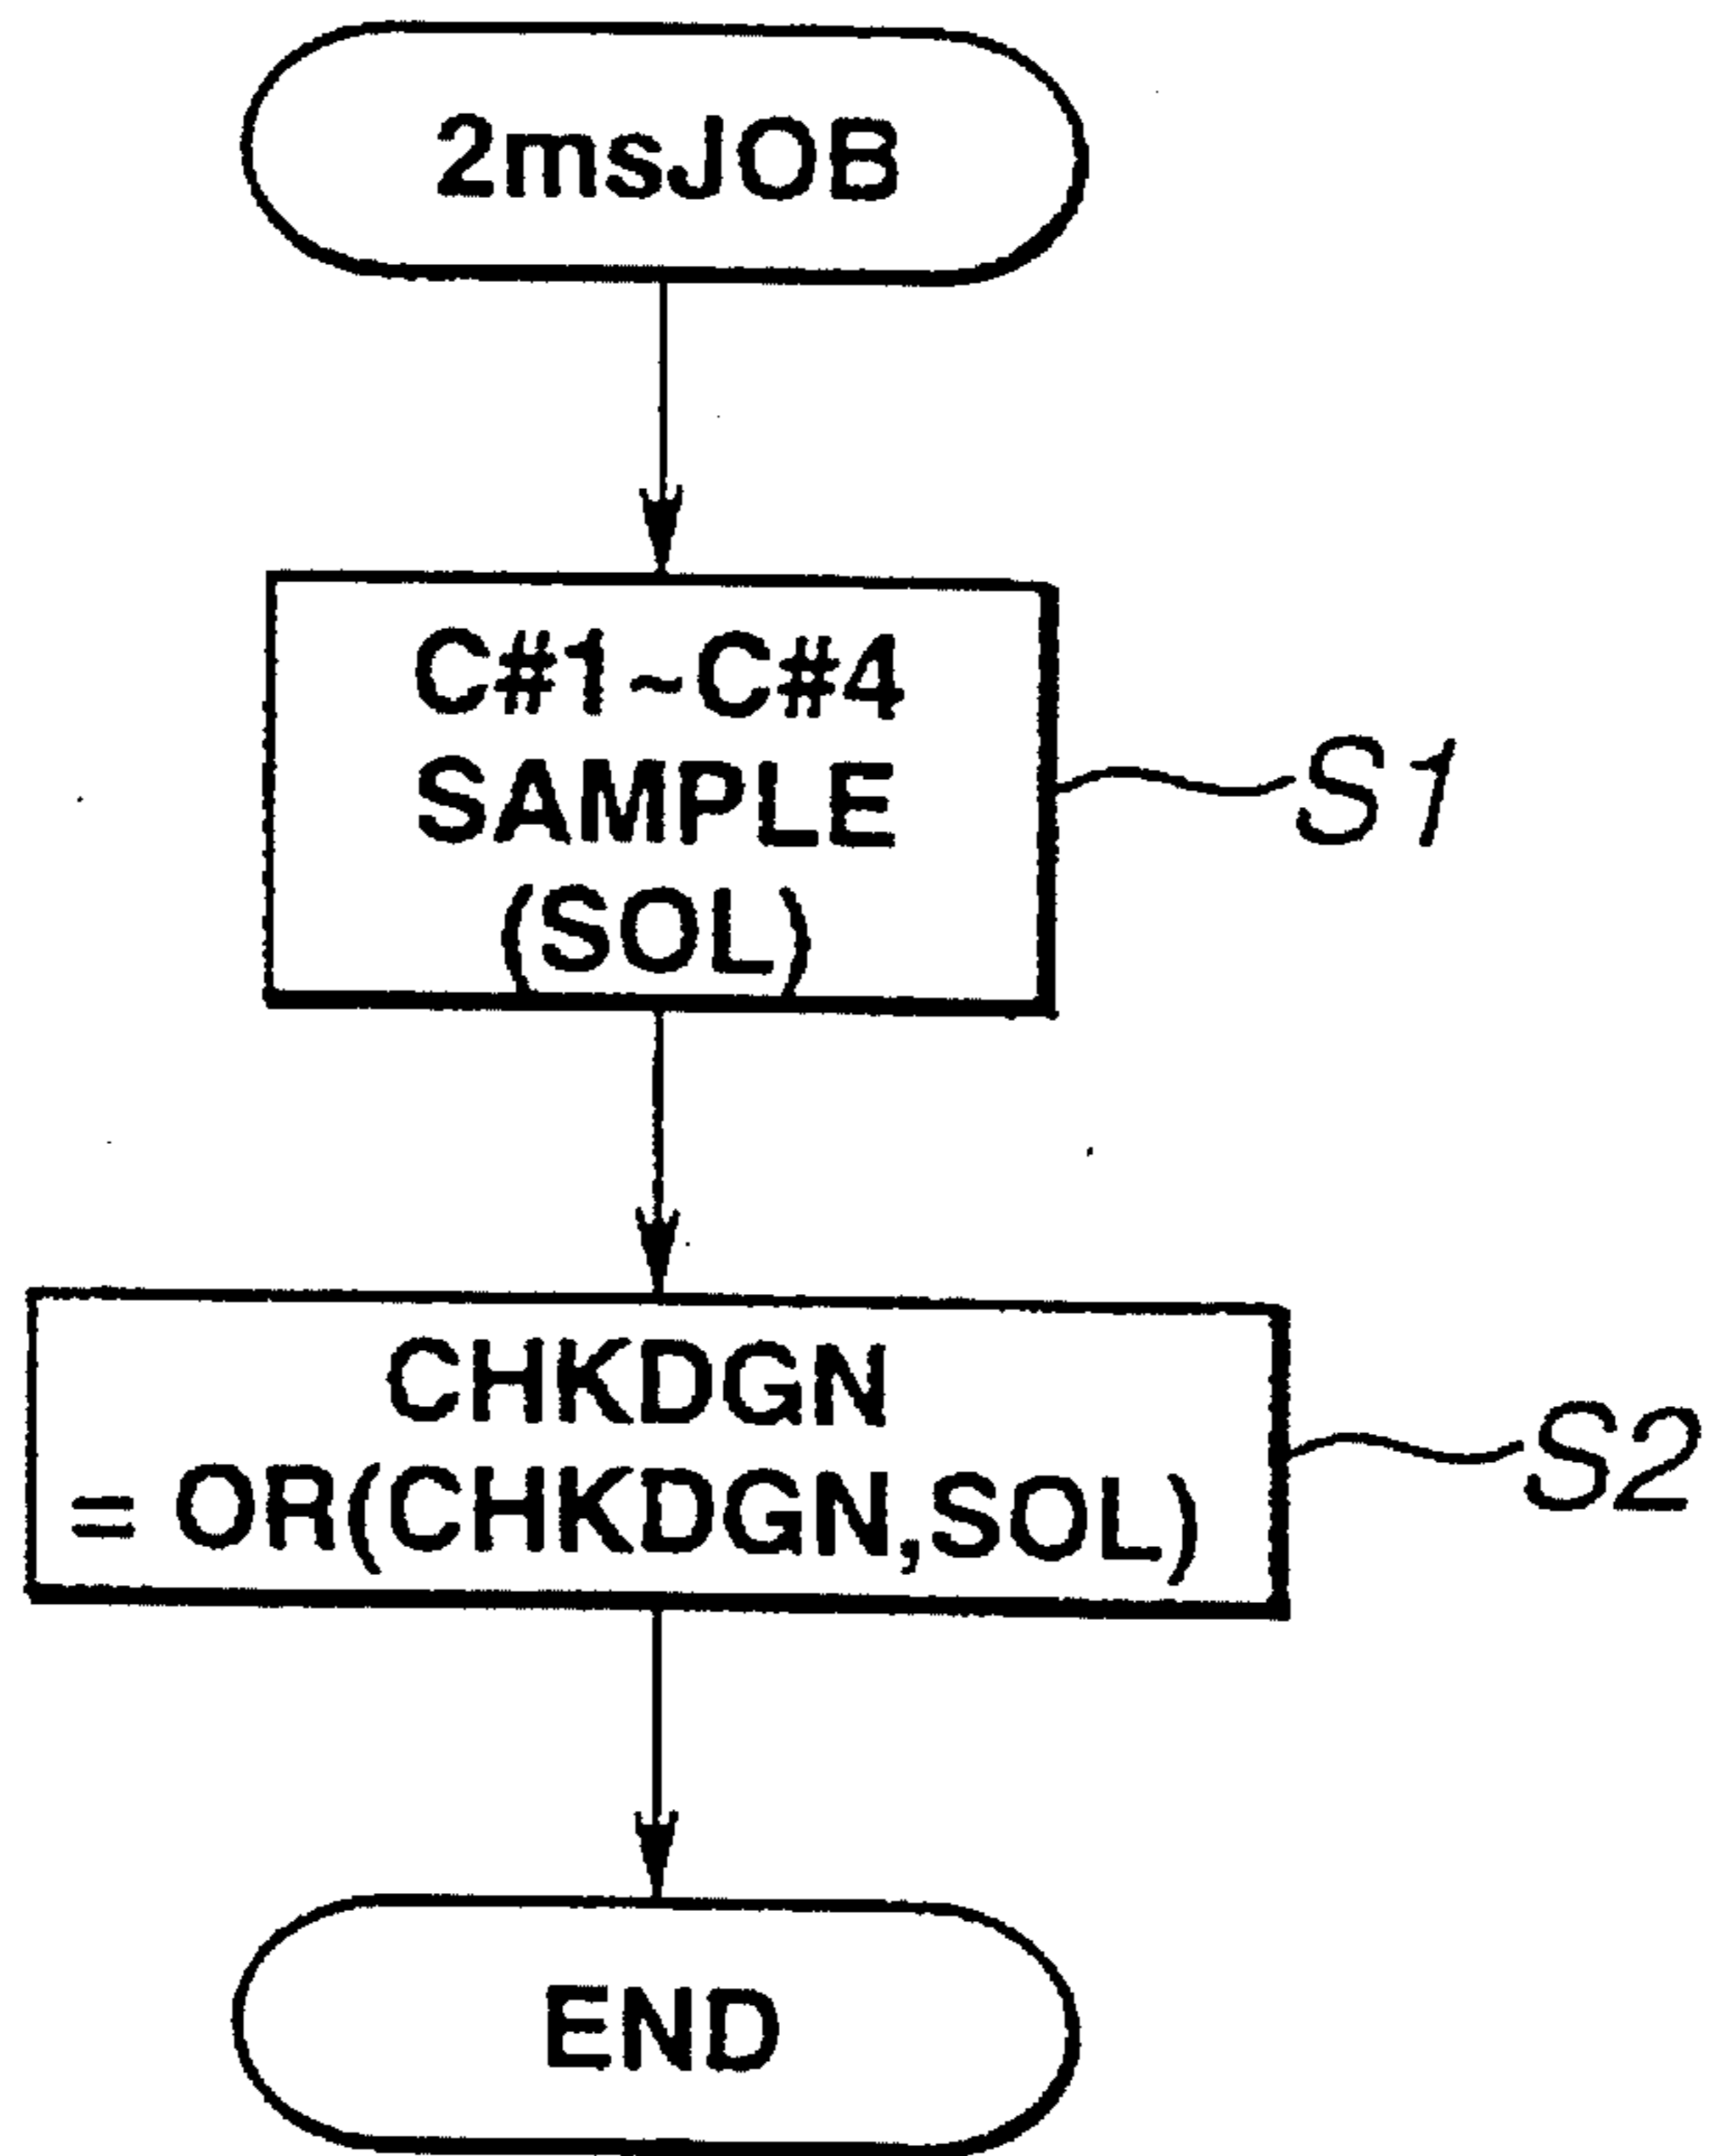 2msJOB
C#1~C#4
SAMPLE
(SOL)
S1
CHKDGN
= OR(CHKDGN,SOL)
S2
END